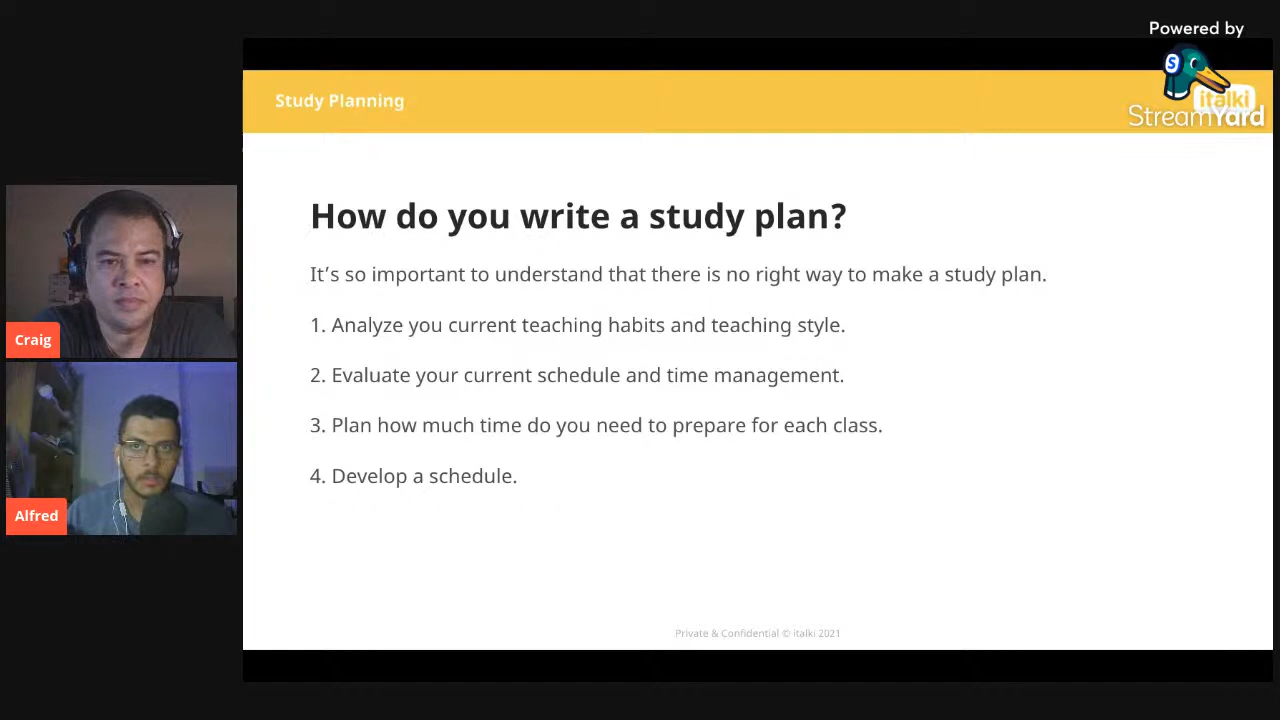 Powered by
StreamYard
italki
Study Planning
How do you write a study plan?
It’s so important to understand that there is no right way to make a study plan.
1. Analyze you current teaching habits and teaching style.
2. Evaluate your current schedule and time management.
3. Plan how much time do you need to prepare for each class.
4. Develop a schedule.
Craig
Alfred
Private & Confidential © italki 2021